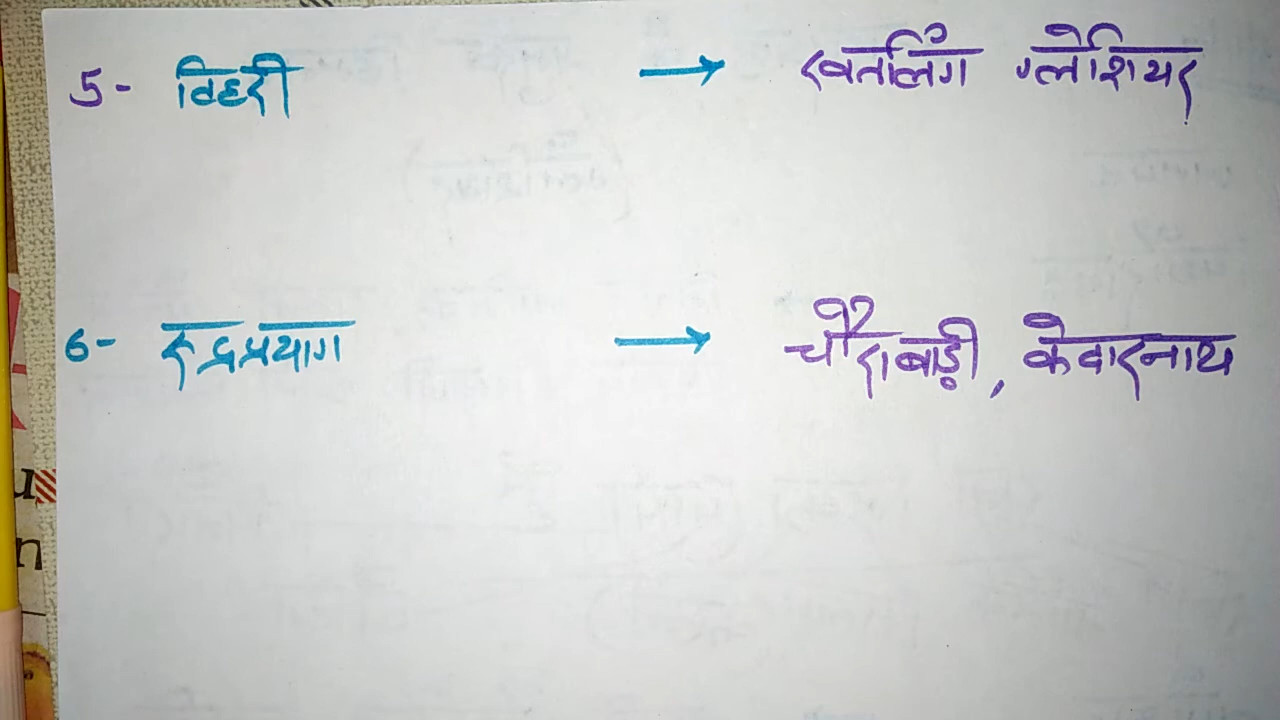 5- टिहरी → खतलिंग ग्लेशियर
6- रूद्रप्रयाग → चौराबाड़ी, केदारनाथ
u
n